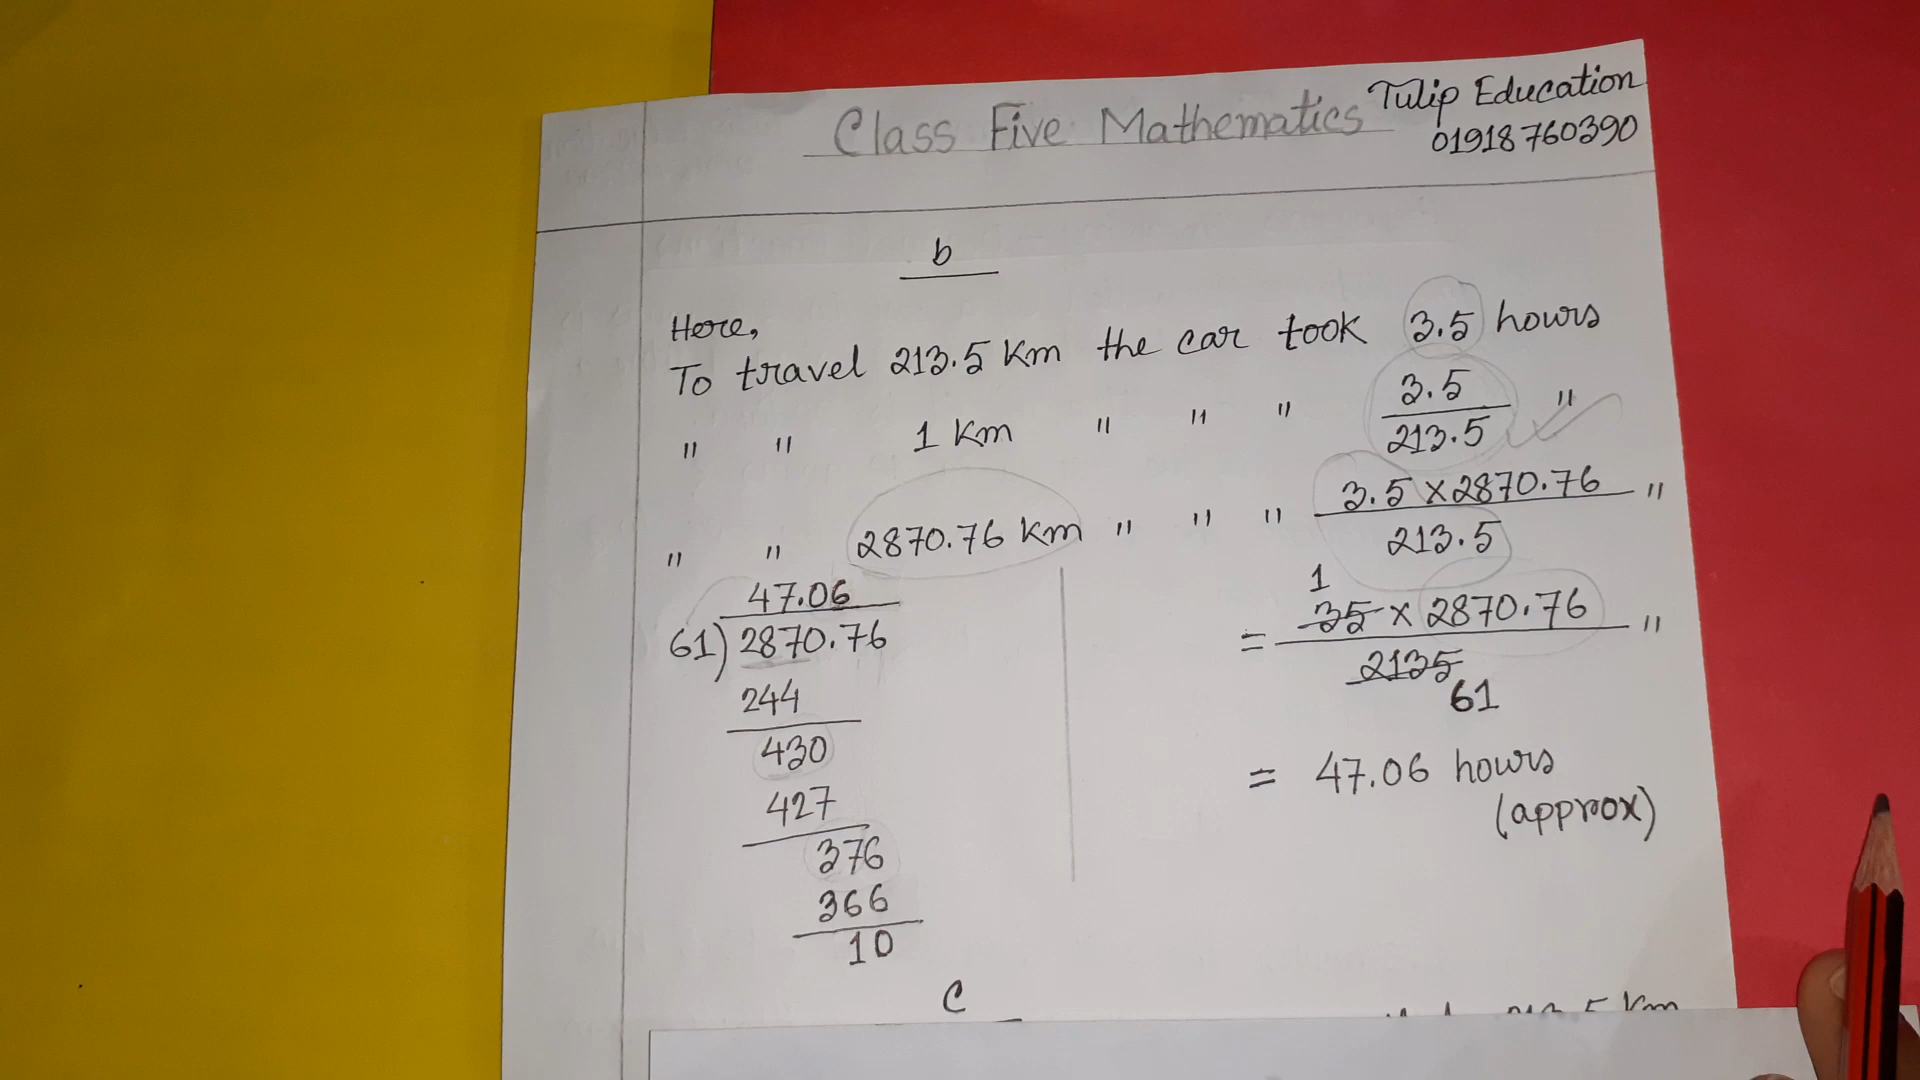 Class Five Mathematics
Tulip Education
01918760390
b
Here,
To travel 213.5 Km the car took 3.5 hours
" " 1 Km " " " 3.5/213.5 "
" " 2870.76 Km " " " 3.5 × 2870.76/213.5 "
= 35 × 2870.76/2135 "
1
61
= 47.06 hours
(approx)
47.06
61) 2870.76
244
430
427
376
366
10
C